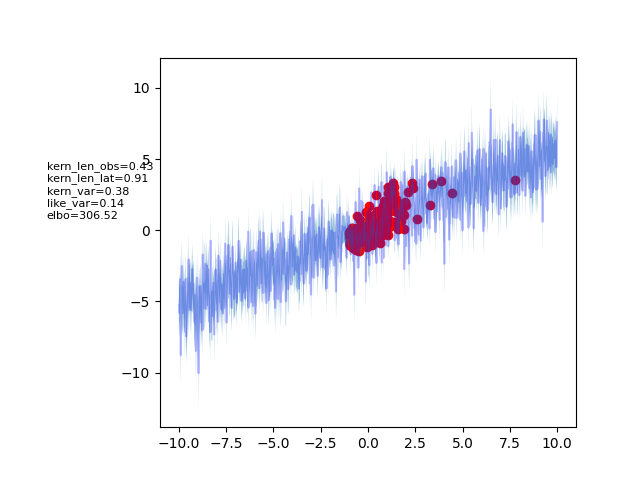 10
5
0
−5
−10
kern_len_obs=0.43
kern_len_lat=0.91
kern_var=0.38
like_var=0.14
elbo=306.52
−10.0 −7.5 −5.0 −2.5 0.0 2.5 5.0 7.5 10.0